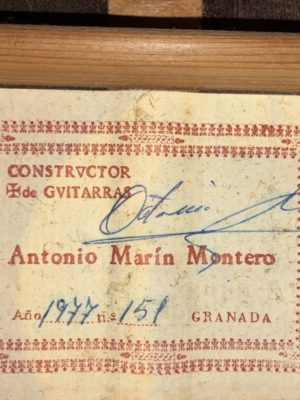 CONSTRVCTOR
✠ de GVITARRAS
Antonio Marín Montero
Año 1977 n.º 151 GRANADA